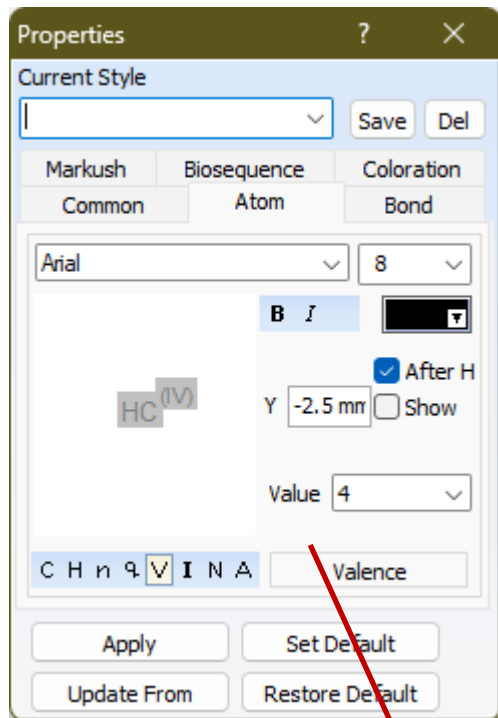 Properties ? ×
Current Style
Save Del
Markush Biosequence Coloration
Common Atom Bond
Arial 8
B I
After H
HC(IV) Y -2.5 mm Show
Value 4
C H n q V I N A Valence
Apply Set Default
Update From Restore Default